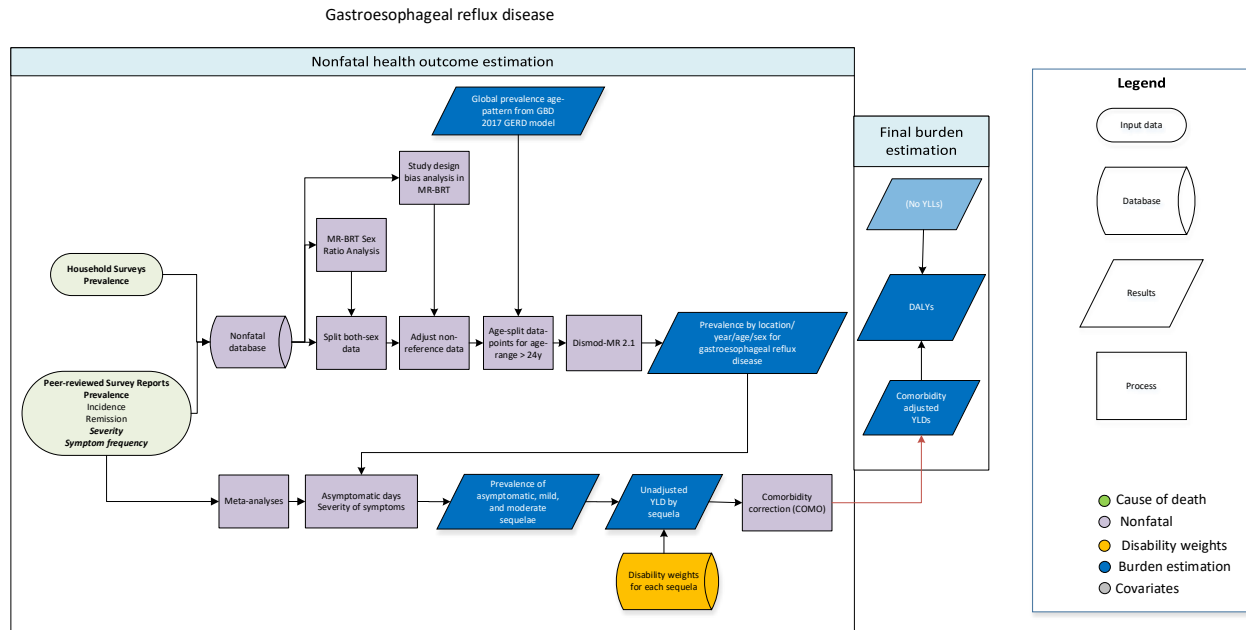 Gastroesophageal reflux disease
Nonfatal health outcome estimation
Global prevalence age-
pattern from GBD
2017 GERD model
Study design
bias analysis in
MR-BRT
MR-BRT Sex
Ratio Analysis
Household Surveys
Prevalence
Nonfatal
database
Split both-sex
data
Adjust non-
reference data
Age-split data-
points for age-
range > 24y
Dismod-MR 2.1
Prevalence by location/
year/age/sex for
gastroesophageal reflux
disease
Peer-reviewed Survey Reports
Prevalence
Incidence
Remission
Severity
Symptom frequency
Meta-analyses
Asymptomatic days
Severity of symptoms
Prevalence of
asymptomatic, mild,
and moderate
sequelae
Unadjusted
YLD by
sequela
Comorbidity
correction (COMO)
Disability weights
for each sequela
Final burden
estimation
(No YLLs)
DALYs
Comorbidity
adjusted
YLDs
Legend
Input data
Database
Results
Process
Cause of death
Nonfatal
Disability weights
Burden estimation
Covariates